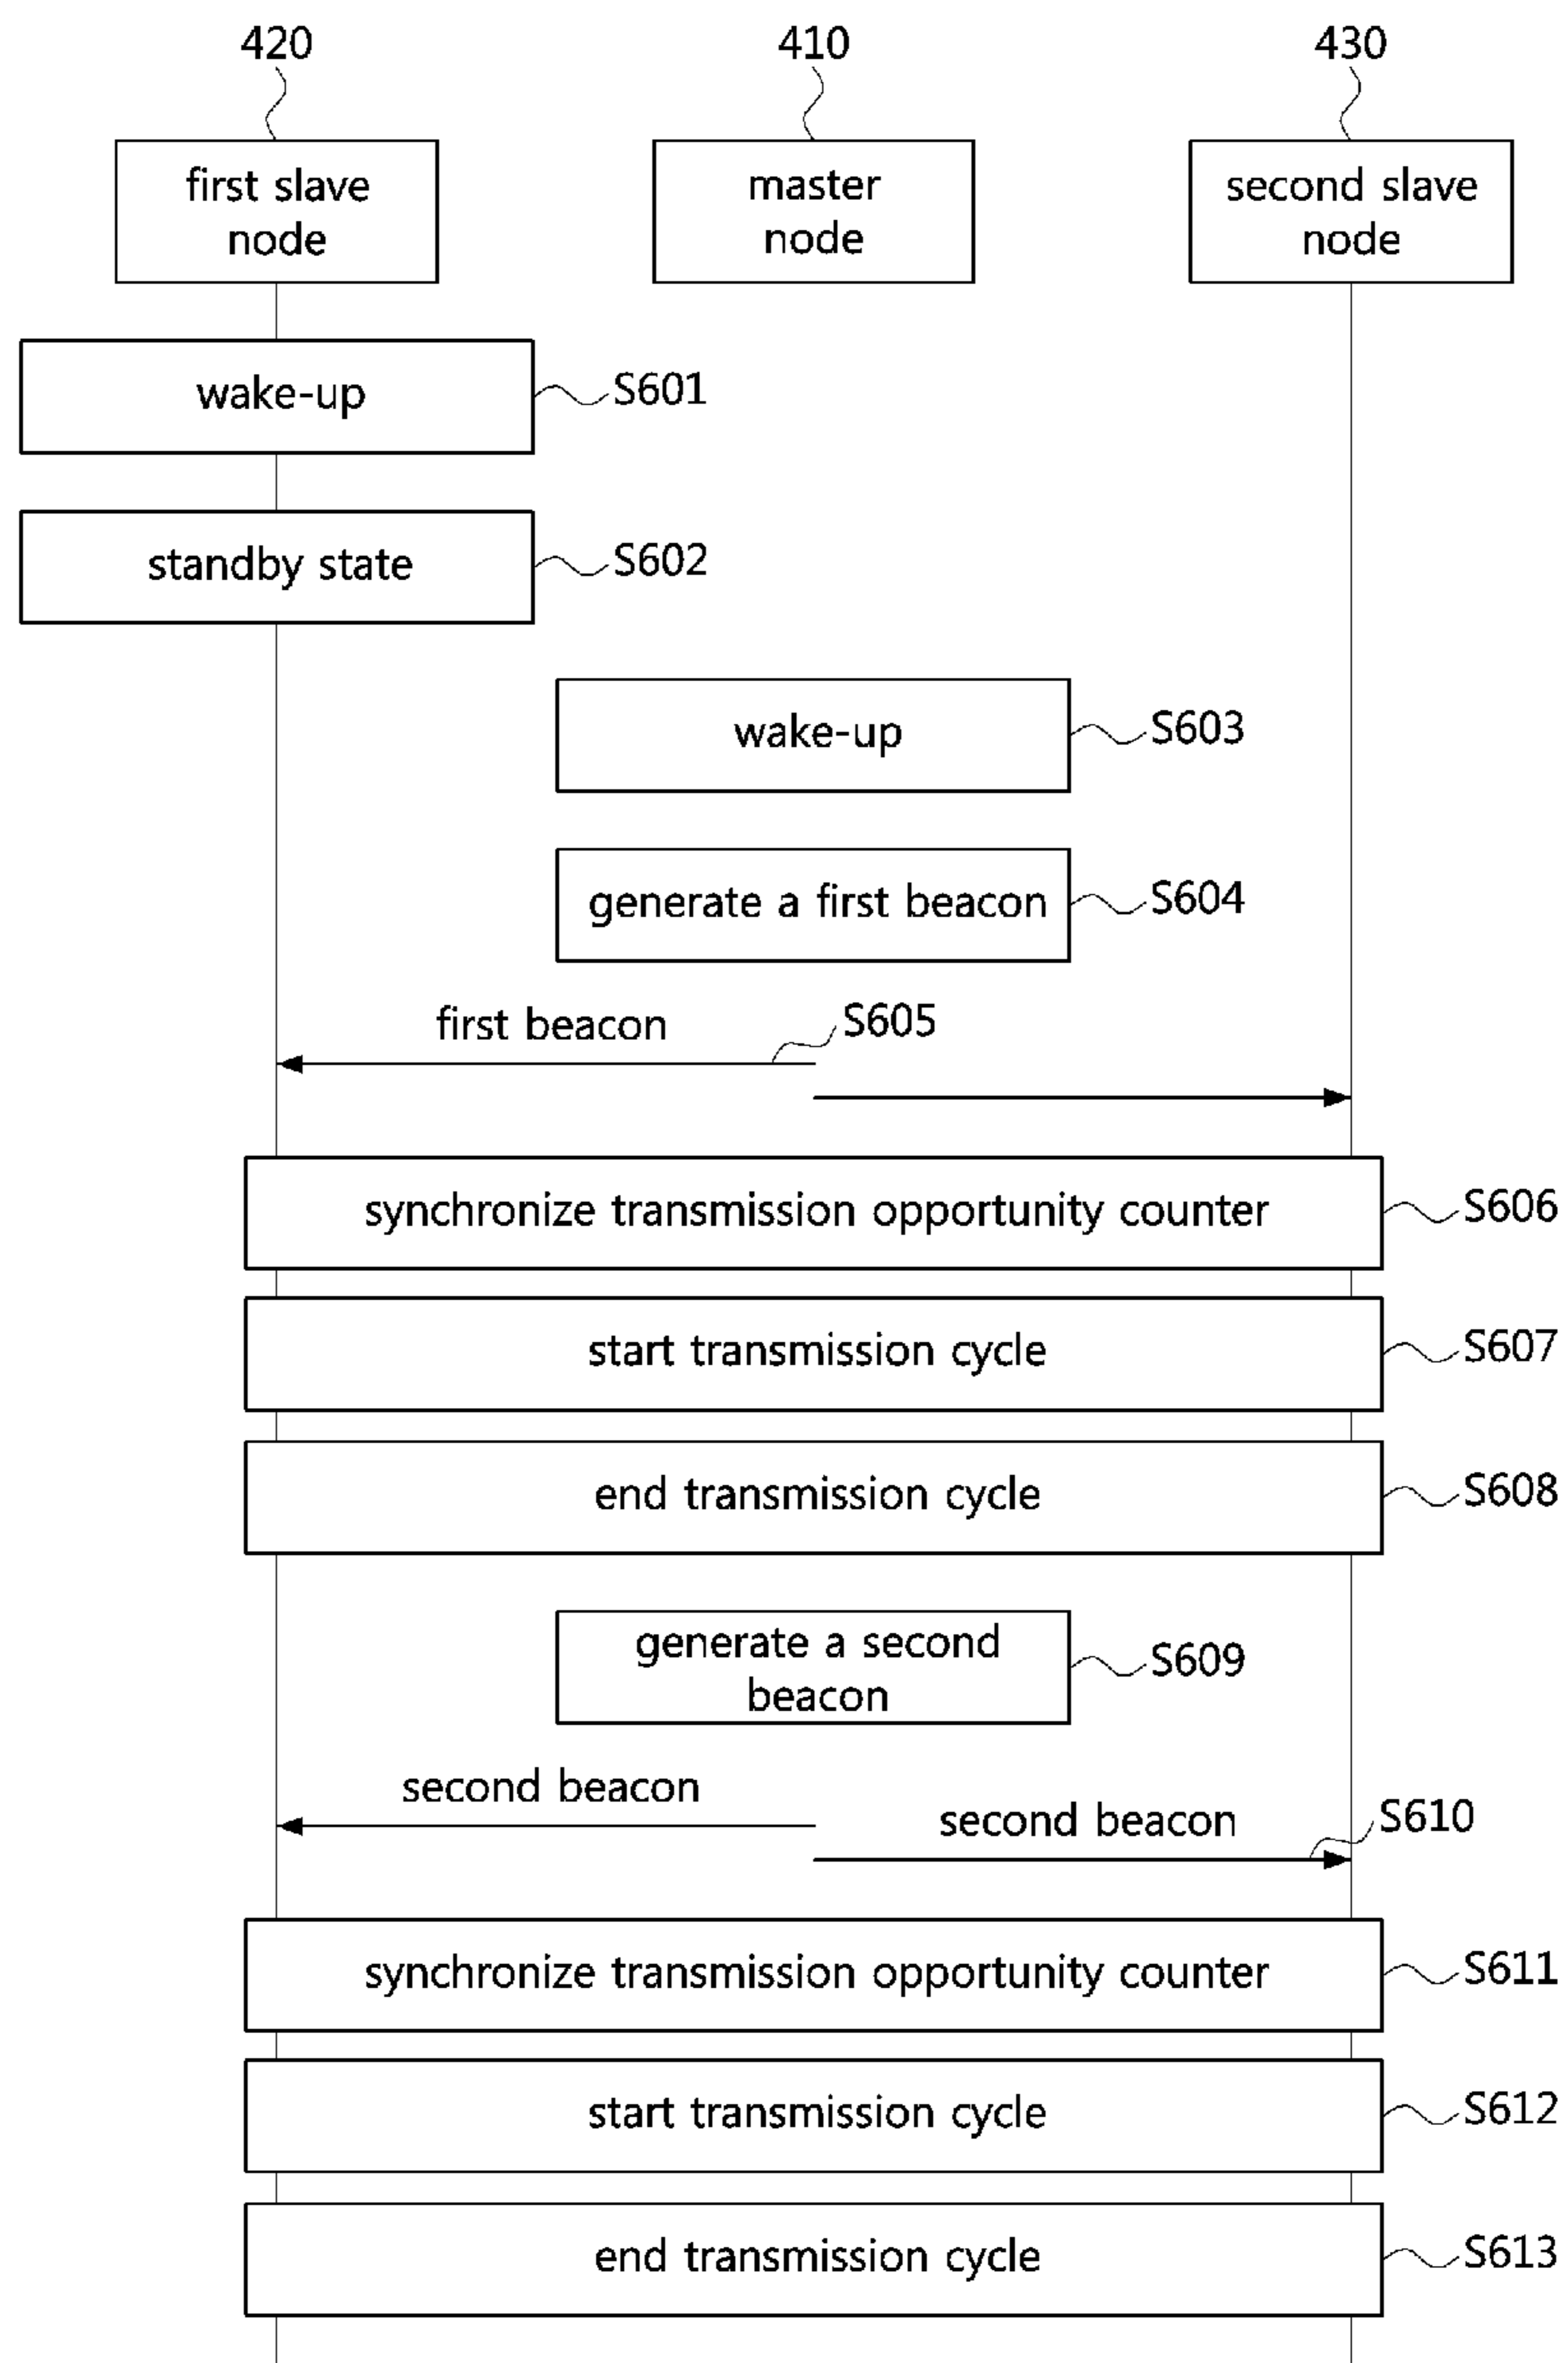 420
410
430
first slave
node
master
node
second slave
node
wake-up
S601
standby state
S602
wake-up
S603
generate a first beacon
S604
first beacon
S605
synchronize transmission opportunity counter
S606
start transmission cycle
S607
end transmission cycle
S608
generate a second
beacon
S609
second beacon
second beacon
S610
synchronize transmission opportunity counter
S611
start transmission cycle
S612
end transmission cycle
S613